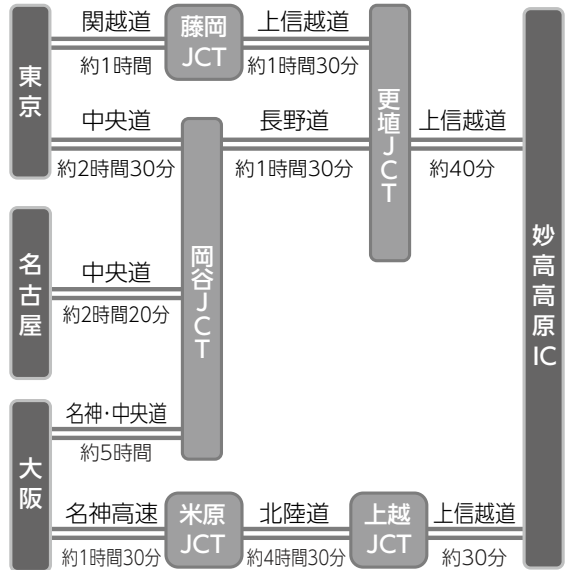 東京
関越道
約1時間
藤岡
JCT
上信越道
約1時間30分
中央道
約2時間30分
長野道
約1時間30分
更埴JCT
上信越道
約40分
名古屋
中央道
約2時間20分
岡谷JCT
大阪
名神・中央道
約5時間
名神高速
約1時間30分
米原
JCT
北陸道
約4時間30分
上越
JCT
上信越道
約30分
妙高高原IC